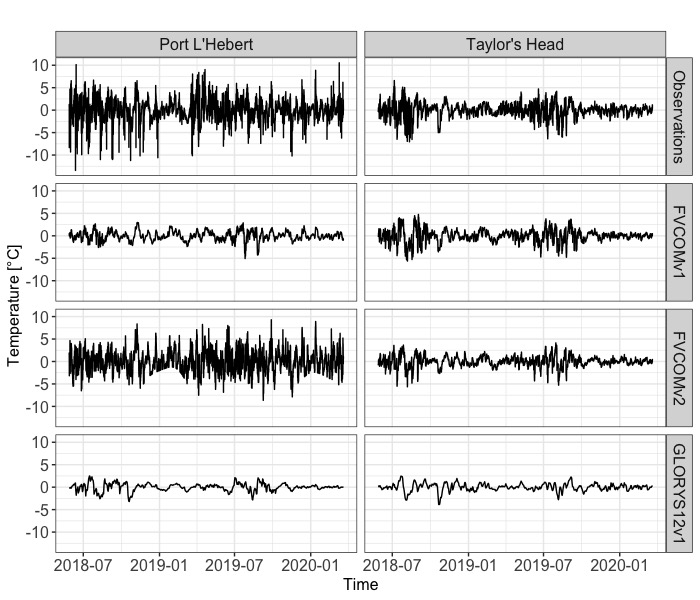 Port L'Hebert
Taylor's Head
Temperature [°C]
10
5
0
-5
-10
Observations
10
5
0
-5
-10
FVCOMv1
10
5
0
-5
-10
FVCOMv2
10
5
0
-5
-10
GLORYS12v1
2018-07 2019-01 2019-07 2020-01
2018-07 2019-01 2019-07 2020-01
Time